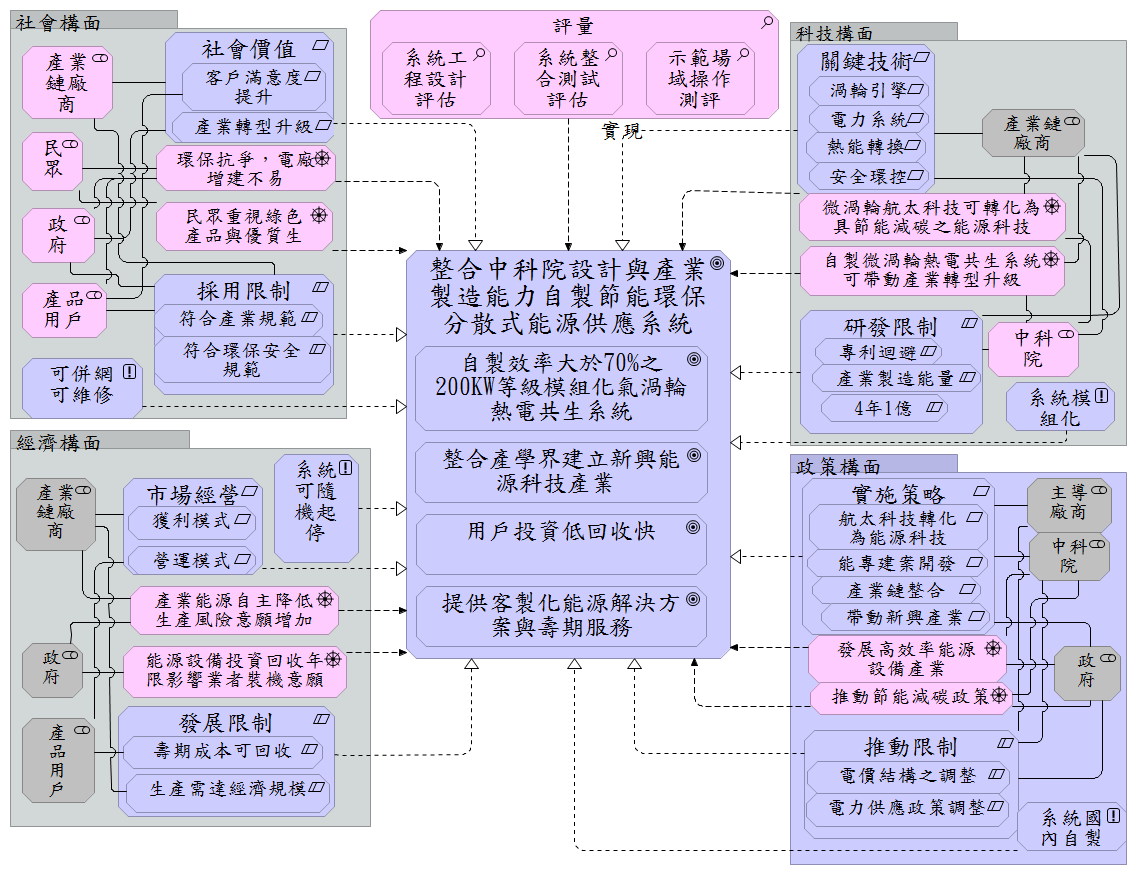 社會構面
產業
鏈廠
商
民
眾
政
府
產品
用戶
可併網
可維修
社會價值
客戶滿意度
提升
產業轉型升級
環保抗爭，電廠
增建不易
民眾重視綠色
產品與優質生
採用限制
符合產業規範
符合環保安全
規範
評量
系統工
程設計
評估
系統整
合測試
評估
示範場
域操作
測評
實現
科技構面
關鍵技術
渦輪引擎
電力系統
熱能轉換
安全環控
產業鏈
廠商
微渦輪航太科技可轉化為
具節能減碳之能源科技
自製微渦輪熱電共生系統
可帶動產業轉型升級
研發限制
專利迴避
產業製造能量
4年1億
中科
院
系統模
組化
整合中科院設計與產業
製造能力自製節能環保
分散式能源供應系統
自製效率大於70%之
200KW等級模組化氣渦輪
熱電共生系統
整合產學界建立新興能
源科技產業
用戶投資低回收快
提供客製化能源解決方
案與壽期服務
經濟構面
產業
鏈廠
商
政
府
產
品
用
戶
市場經營
獲利模式
營運模式
系統
可隨
機起
停
產業能源自主降低
生產風險意願增加
能源設備投資回收年
限影響業者裝機意願
發展限制
壽期成本可回收
生產需達經濟規模
政策構面
實施策略
航太科技轉化
為能源科技
能專建案開發
產業鏈整合
帶動新興產業
主導
廠商
中科
院
政
府
發展高效率能源
設備產業
推動節能減碳政策
推動限制
電價結構之調整
電力供應政策調整
系統國
內自製